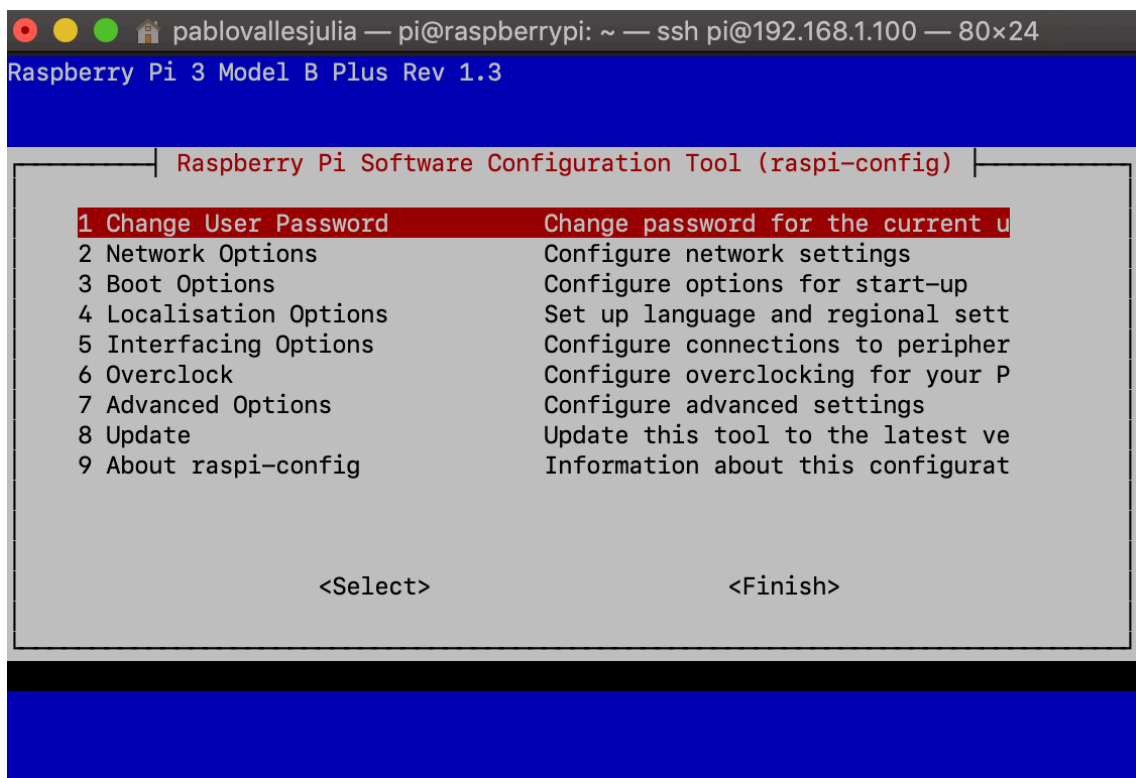 pablovallesjulia — pi@raspberrypi: ~ — ssh pi@192.168.1.100 — 80×24
Raspberry Pi 3 Model B Plus Rev 1.3
Raspberry Pi Software Configuration Tool (raspi-config)
1 Change User Password Change password for the current u
2 Network Options Configure network settings
3 Boot Options Configure options for start-up
4 Localisation Options Set up language and regional sett
5 Interfacing Options Configure connections to peripher
6 Overclock Configure overclocking for your P
7 Advanced Options Configure advanced settings
8 Update Update this tool to the latest ve
9 About raspi-config Information about this configurat
<Select> <Finish>